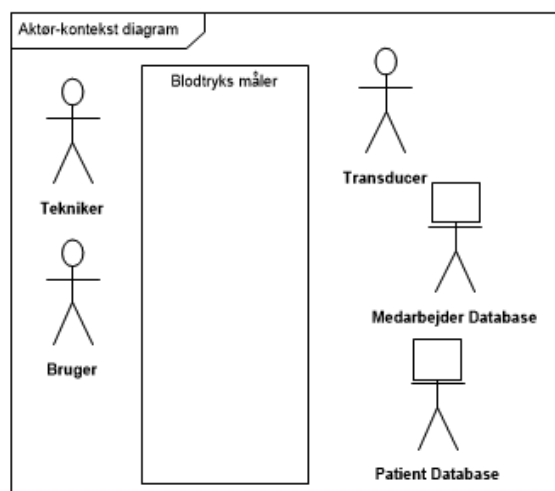 Aktør-kontekst diagram
Blodtryks måler
Transducer
Tekniker
Medarbejder Database
Bruger
Patient Database